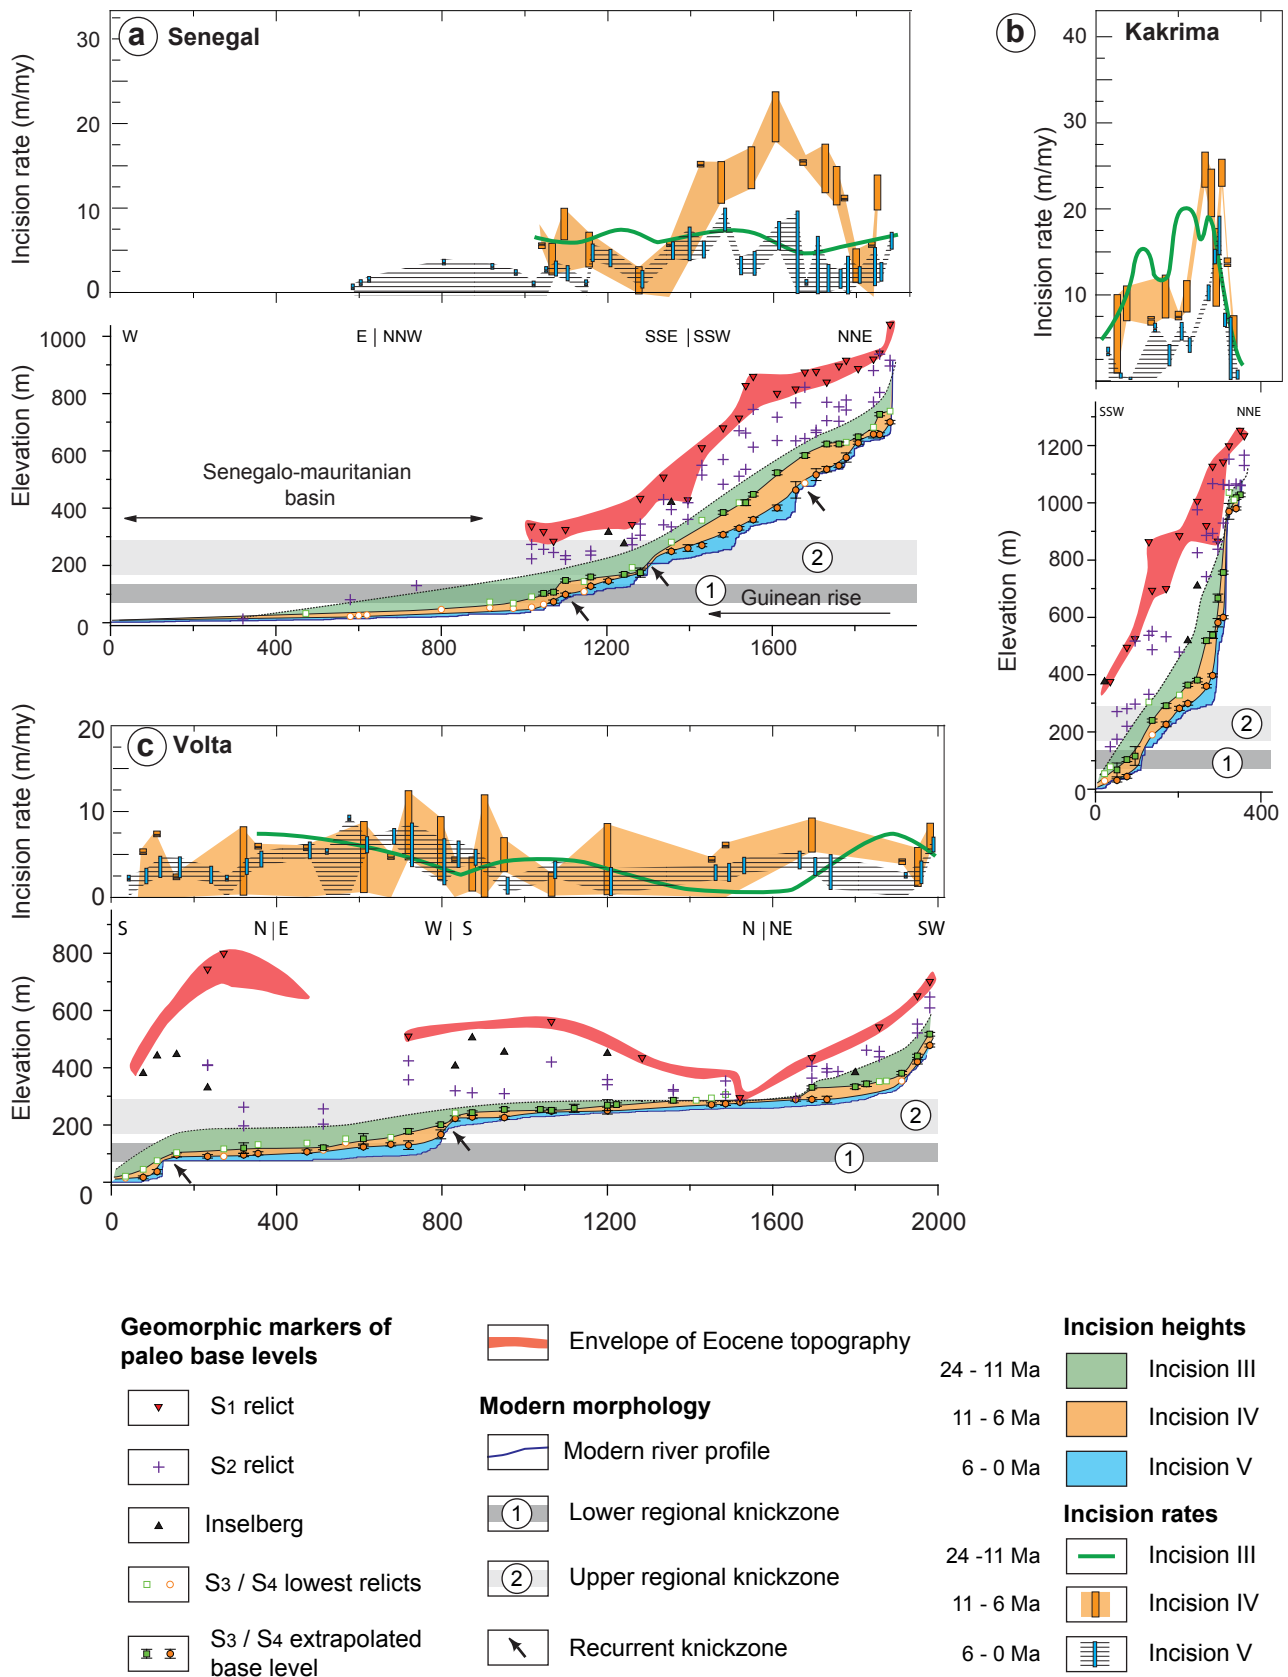 a Senegal
Incision rate (m/my)
30
20
10
0
b Kakrima
Incision rate (m/my)
40
30
20
10
0
W
E | NNW
SSE | SSW
NNE
Elevation (m)
1000
800
600
400
200
0
Senegalo-mauritanian
basin
2
1
Guinean rise
400
800
1200
1600
SSW
NNE
Elevation (m)
1200
1000
800
600
400
200
0
2
1
0
400
c Volta
Incision rate (m/my)
20
10
0
S
N | E
W | S
N | NE
SW
Elevation (m)
800
600
400
200
0
2
1
0
400
800
1200
1600
2000
Geomorphic markers of
paleo base levels
S1 relict
S2 relict
Inselberg
S3 / S4 lowest relicts
S3 / S4 extrapolated
base level
Envelope of Eocene topography
Modern morphology
Modern river profile
1 Lower regional knickzone
2 Upper regional knickzone
Recurrent knickzone
Incision heights
24 - 11 Ma Incision III
11 - 6 Ma Incision IV
6 - 0 Ma Incision V
Incision rates
24 -11 Ma Incision III
11 - 6 Ma Incision IV
6 - 0 Ma Incision V